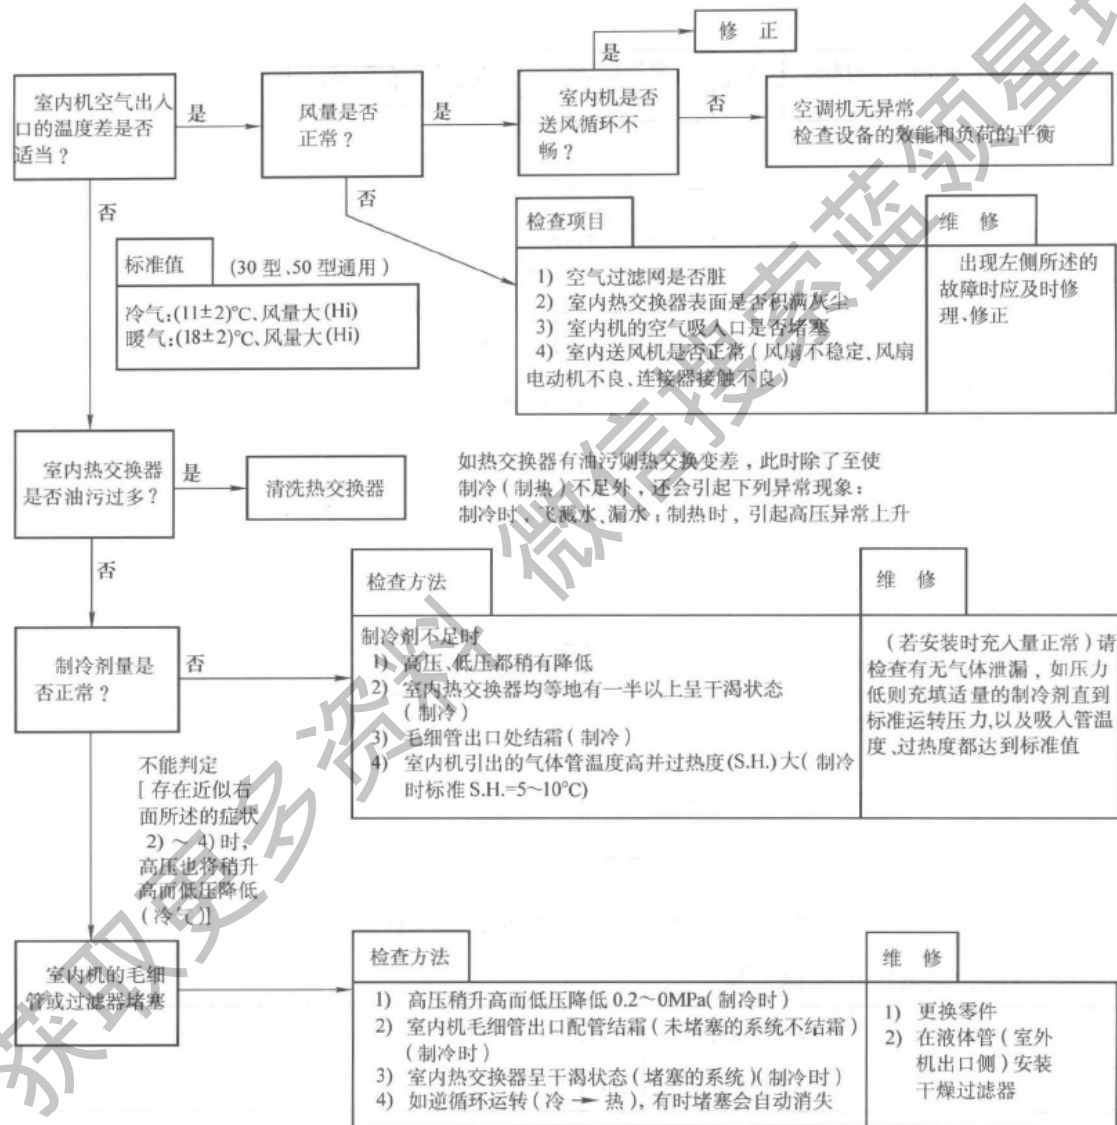 修 正
是
室内机空气出入
口的温度差是否
适当?
是
风量是否
正常?
是
室内机是否
送风循环不
畅?
否
空调机无异常
检查设备的效能和负荷的平衡
否
否
标准值
(30 型、50 型通用)
冷气:(11±2)℃、风量大(Hi)
暖气:(18±2)℃、风量大(Hi)
检查项目
1) 空气过滤网是否脏
2) 室内热交换器表面是否积满灰尘
3) 室内机的空气吸入口是否堵塞
4) 室内送风机是否正常(风扇不稳定、风扇
电动机不良、连接器接触不良)
维 修
出现左侧所述的
故障时应及时修
理、修正
室内热交换器
是否油污过多?
是
清洗热交换器
如热交换器有油污则热交换变差,此时除了至使
制冷(制热)不足外,还会引起下列异常现象:
制冷时,飞溅水、漏水;制热时,引起高压异常上升
否
制冷剂量是
否正常?
否
检查方法
制冷剂不足时
1) 高压、低压都稍有降低
2) 室内热交换器均等地有一半以上呈干渴状态
(制冷)
3) 毛细管出口处结霜(制冷)
4) 室内机引出的气体管温度高并过热度(S.H.)大(制冷
时标准 S.H.=5~10℃)
维 修
(若安装时充入量正常)请
检查有无气体泄漏,如压力
低则充填适量的制冷剂直到
标准运转压力,以及吸入管温
度、过热度都达到标准值
不能判定
[存在近似右
面所述的症状
2)~4)时,
高压也将稍升
高而低压降低
(冷气)]
室内机的毛细
管或过滤器堵塞
检查方法
1) 高压稍升高而低压降低 0.2~0MPa(制冷时)
2) 室内机毛细管出口配管结霜(未堵塞的系统不结霜)
(制冷时)
3) 室内热交换器呈干渴状态(堵塞的系统)(制冷时)
4) 如逆循环运转(冷→热),有时堵塞会自动消失
维 修
1) 更换零件
2) 在液体管(室外
机出口侧)安装
干燥过滤器
获取更多资料 微信搜索蓝领星球